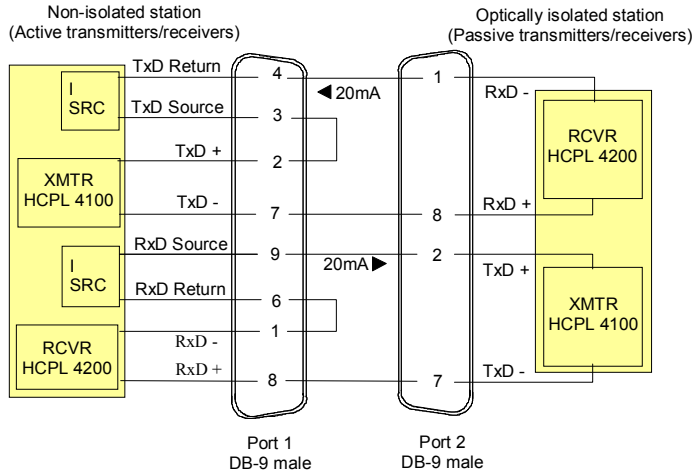 Non-isolated station
(Active transmitters/receivers)
Optically isolated station
(Passive transmitters/receivers)
I
SRC
TxD Return
4
1
RxD -
20mA
TxD Source
3
TxD +
2
XMTR
HCPL 4100
TxD -
7
8
RxD +
RCVR
HCPL 4200
RxD Source
9
2
20mA
TxD +
I
SRC
RxD Return
6
1
RxD -
XMTR
HCPL 4100
RCVR
HCPL 4200
RxD +
8
7
TxD -
Port 1
DB-9 male
Port 2
DB-9 male